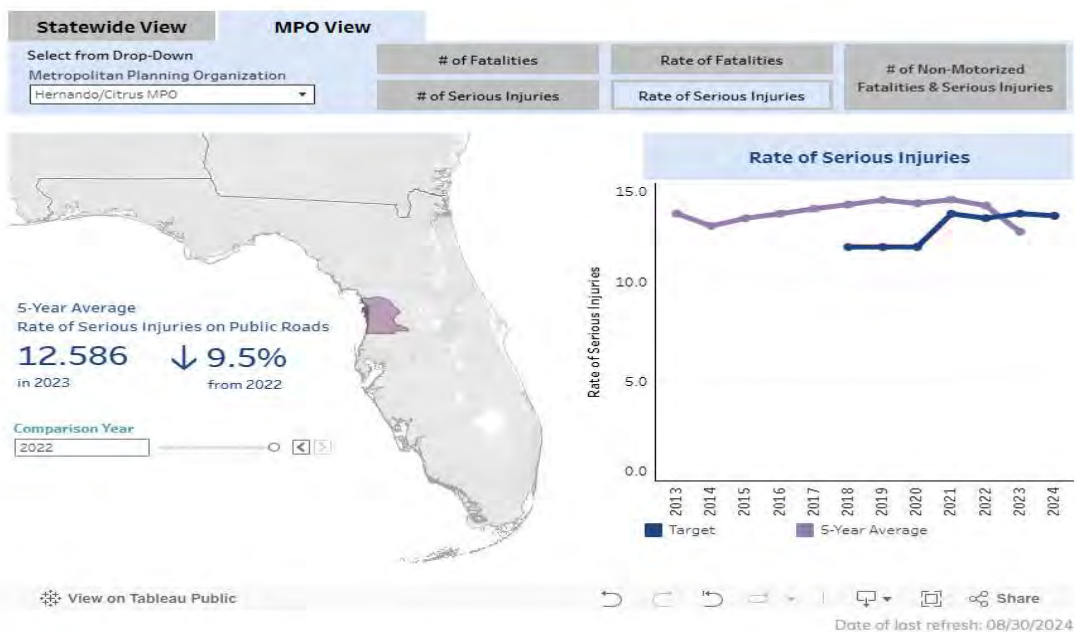 Statewide View
MPO View
Select from Drop-Down
Metropolitan Planning Organization
Hernando/Citrus MPO
# of Fatalities
Rate of Fatalities
# of Non-Motorized
Fatalities & Serious Injuries
# of Serious Injuries
Rate of Serious Injuries
5-Year Average
Rate of Serious Injuries on Public Roads
12.586
9.5%
in 2023
from 2022
Comparison Year
2022
Rate of Serious Injuries
Rate of Serious Injuries
15.0
10.0
5.0
0.0
2013
2014
2015
2016
2017
2018
2019
2020
2021
2022
2023
2024
Target
5-Year Average
View on Tableau Public
Share
Date of last refresh: 08/30/2024